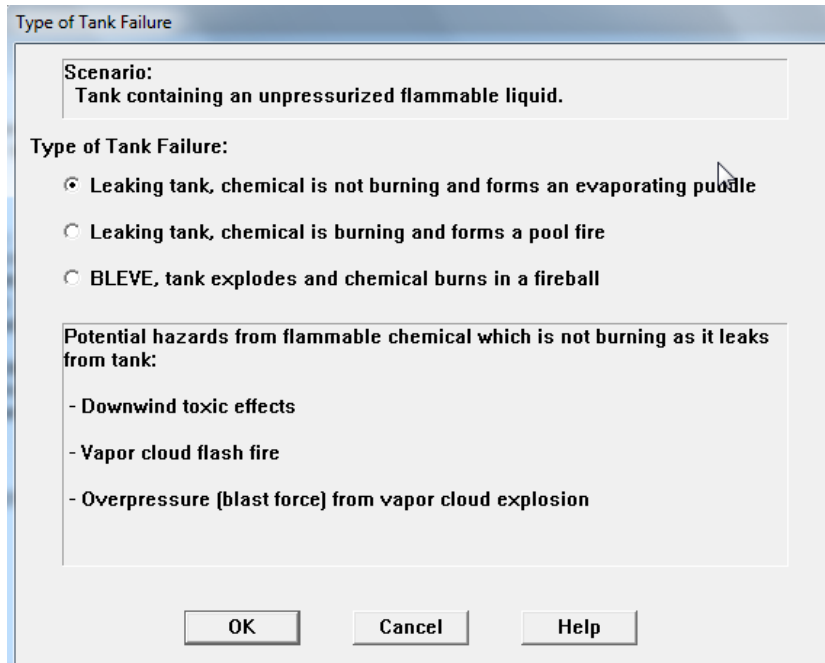 Type of Tank Failure
Scenario:
Tank containing an unpressurized flammable liquid.
Type of Tank Failure:
Leaking tank, chemical is not burning and forms an evaporating puddle
Leaking tank, chemical is burning and forms a pool fire
BLEVE, tank explodes and chemical burns in a fireball
Potential hazards from flammable chemical which is not burning as it leaks
from tank:
- Downwind toxic effects
- Vapor cloud flash fire
- Overpressure (blast force) from vapor cloud explosion
OK Cancel Help